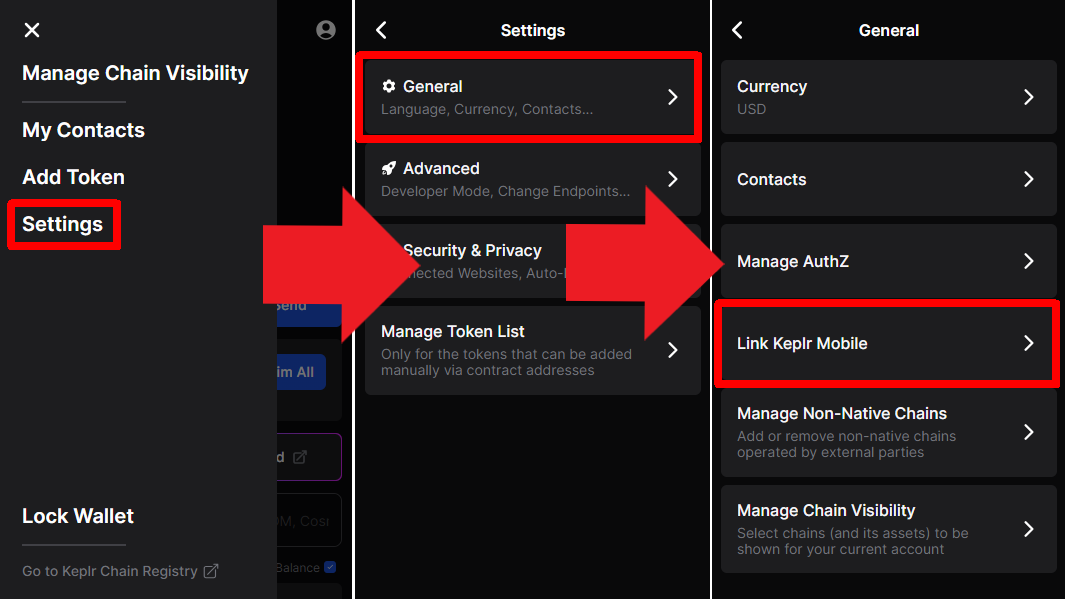 Manage Chain Visibility
My Contacts
Add Token
Settings
Lock Wallet
Go to Keplr Chain Registry
Send
im All
d
OM, Cosr
Balance
Settings
General
Language, Currency, Contacts...
Advanced
Developer Mode, Change Endpoints...
Security & Privacy
nected Websites, Auto-
Manage Token List
Only for the tokens that can be added
manually via contract addresses
General
Currency
USD
Contacts
Manage AuthZ
Link Keplr Mobile
Manage Non-Native Chains
Add or remove non-native chains
operated by external parties
Manage Chain Visibility
Select chains (and its assets) to be
shown for your current account